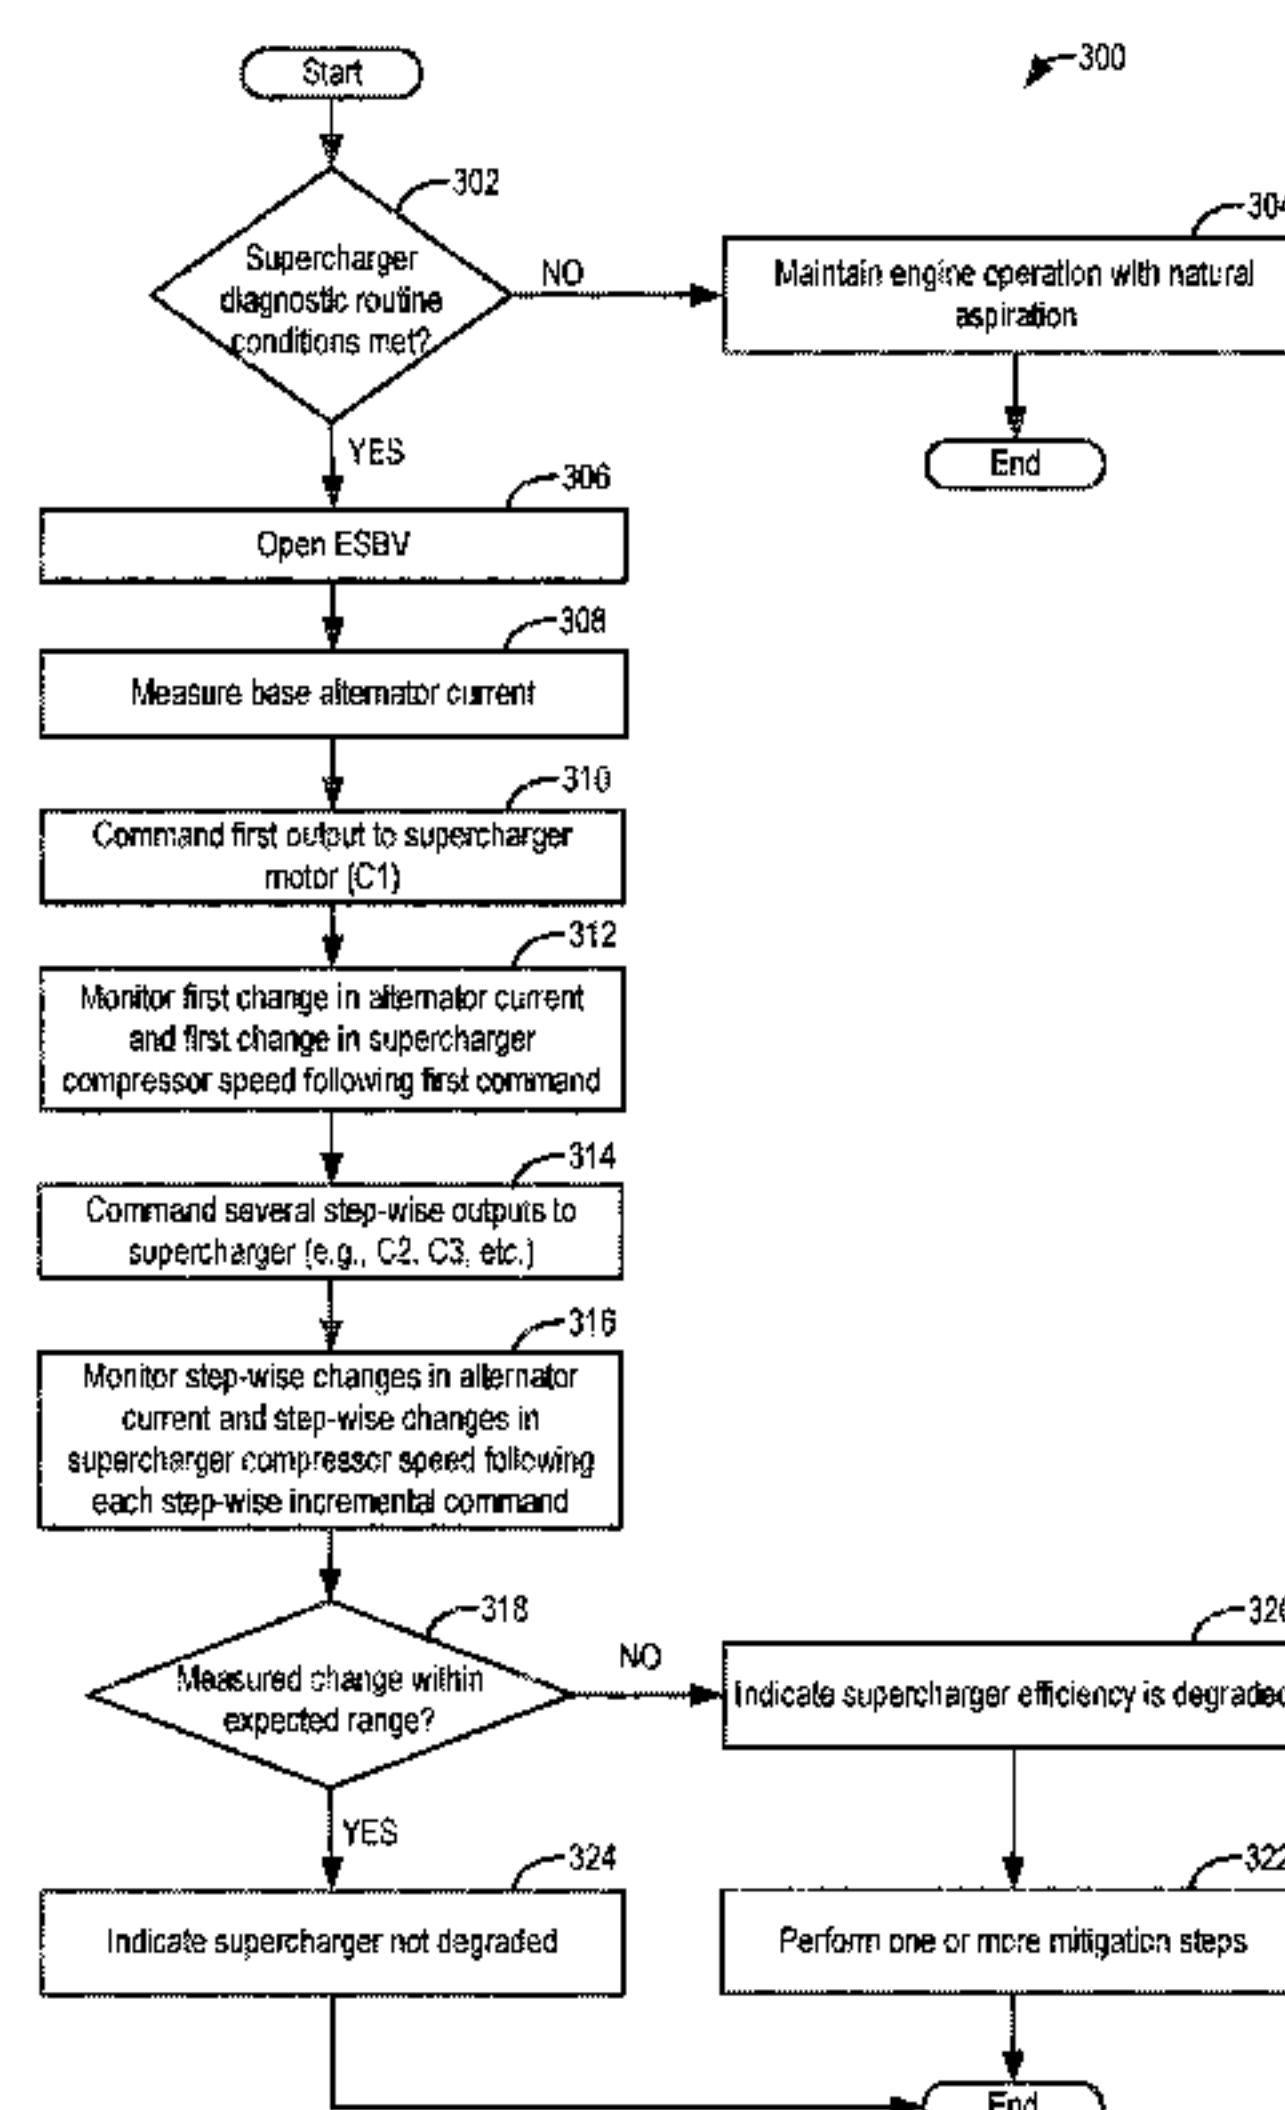 Start
300
302
Supercharger
diagnostic routine
conditions met?
NO
304
Maintain engine operation with natural
aspiration
End
YES
306
Open ESBV
308
Measure base alternator current
310
Command first output to supercharger
motor (C1)
312
Monitor first change in alternator current
and first change in supercharger
compressor speed following first command
314
Command several step-wise outputs to
supercharger (e.g., C2, C3, etc.)
316
Monitor step-wise changes in alternator
current and step-wise changes in
supercharger compressor speed following
each step-wise incremental command
318
Measured change within
expected range?
NO
320
Indicate supercharger efficiency is degraded
YES
324
Indicate supercharger not degraded
322
Perform one or more mitigation steps
End